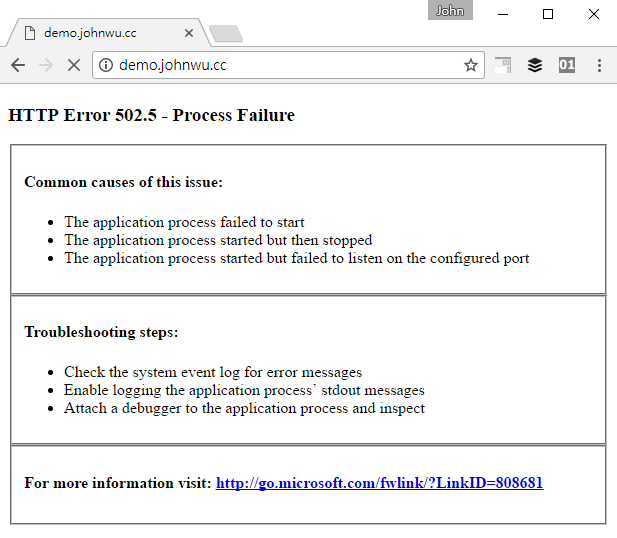 John
demo.johnwu.cc
demo.johnwu.cc
01
HTTP Error 502.5 - Process Failure
Common causes of this issue:
• The application process failed to start
• The application process started but then stopped
• The application process started but failed to listen on the configured port
Troubleshooting steps:
• Check the system event log for error messages
• Enable logging the application process` stdout messages
• Attach a debugger to the application process and inspect
For more information visit: http://go.microsoft.com/fwlink/?LinkID=808681